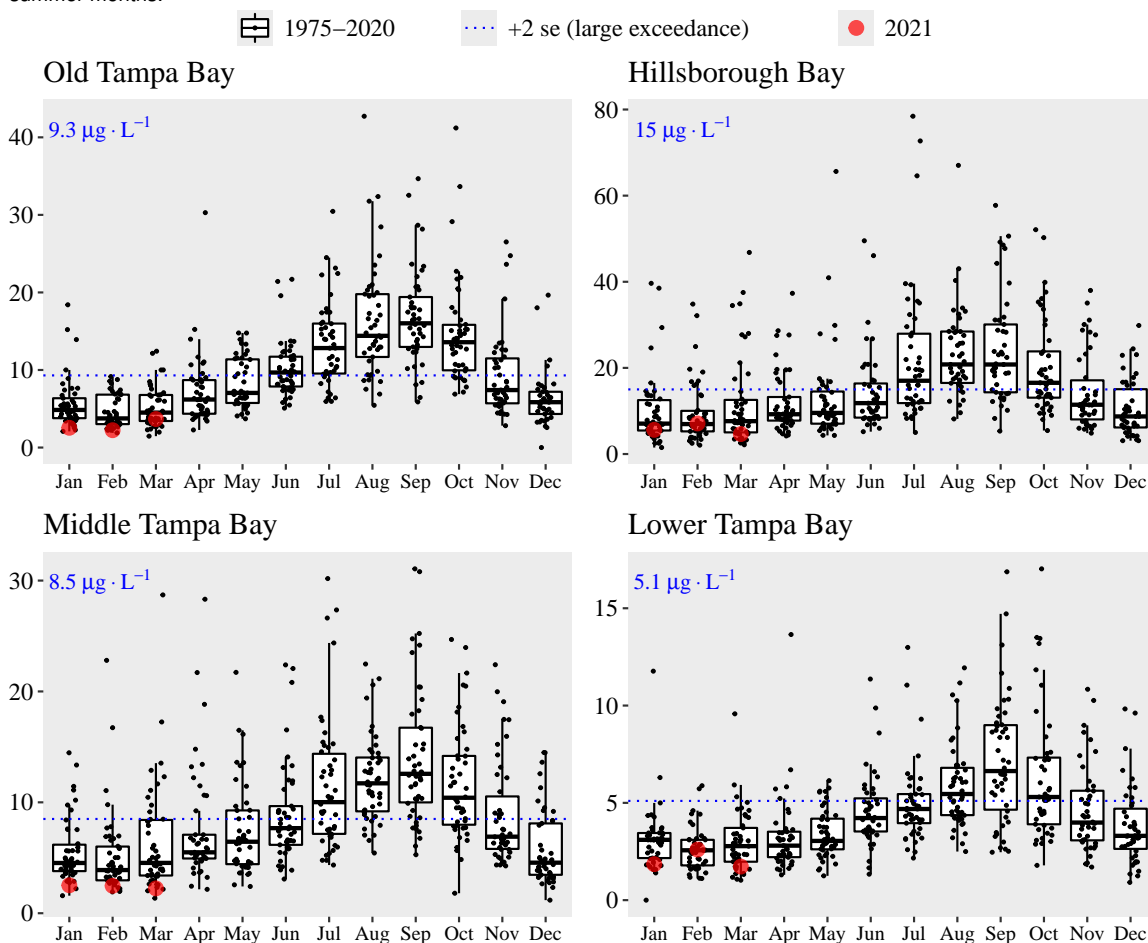 summer months.
1975−2020 +2 se (large exceedance) 2021
Old Tampa Bay
9.3 μg ⋅ L−1
40
30
20
10
0
Jan Feb Mar Apr May Jun Jul Aug Sep Oct Nov Dec
Hillsborough Bay
15 μg ⋅ L−1
80
60
40
20
0
Jan Feb Mar Apr May Jun Jul Aug Sep Oct Nov Dec
Middle Tampa Bay
8.5 μg ⋅ L−1
30
20
10
0
Jan Feb Mar Apr May Jun Jul Aug Sep Oct Nov Dec
Lower Tampa Bay
5.1 μg ⋅ L−1
15
10
5
0
Jan Feb Mar Apr May Jun Jul Aug Sep Oct Nov Dec